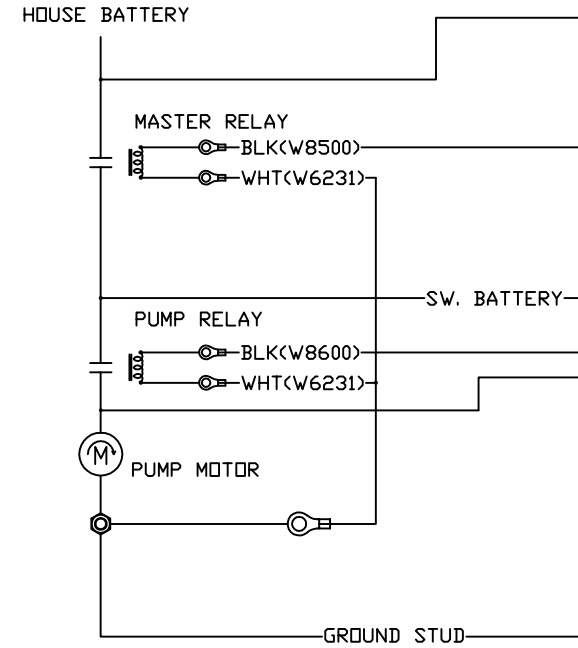 HOUSE BATTERY
MASTER RELAY
BLK(W8500)
WHT(W6231)
SW. BATTERY
PUMP RELAY
BLK(W8600)
WHT(W6231)
M
PUMP MOTOR
GROUND STUD